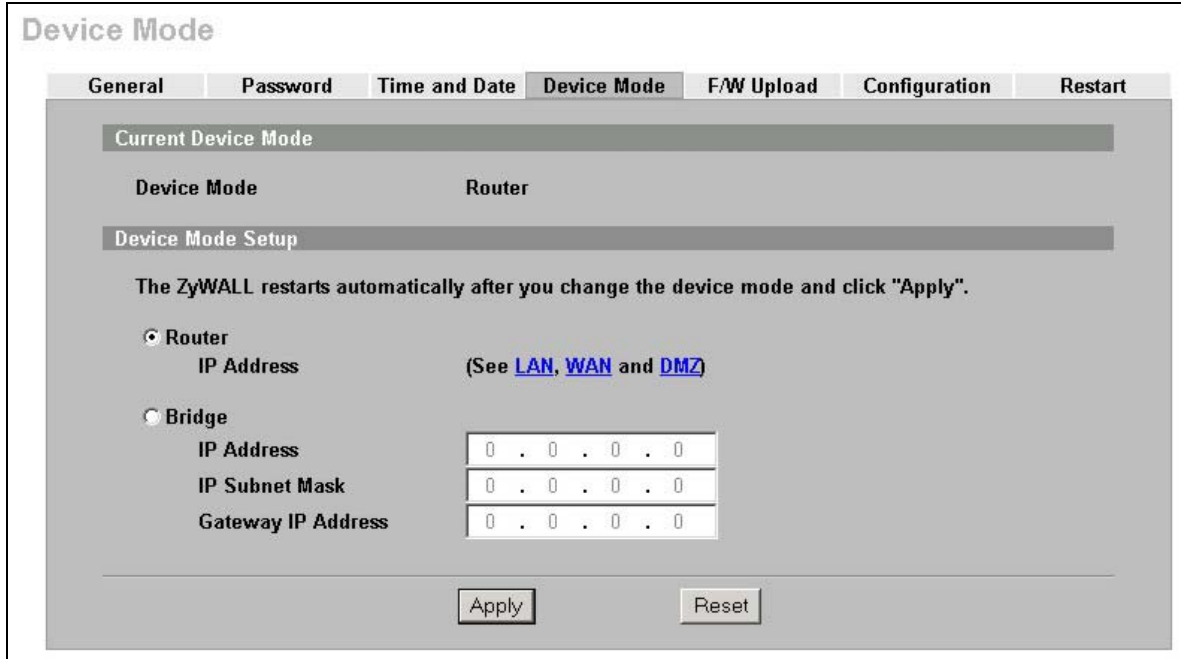 Device Mode
General Password Time and Date Device Mode F/W Upload Configuration Restart
Current Device Mode
Device Mode Router
Device Mode Setup
The ZyWALL restarts automatically after you change the device mode and click "Apply".
Router
IP Address (See LAN, WAN and DMZ)
Bridge
IP Address 0 . 0 . 0 . 0
IP Subnet Mask 0 . 0 . 0 . 0
Gateway IP Address 0 . 0 . 0 . 0
Apply Reset